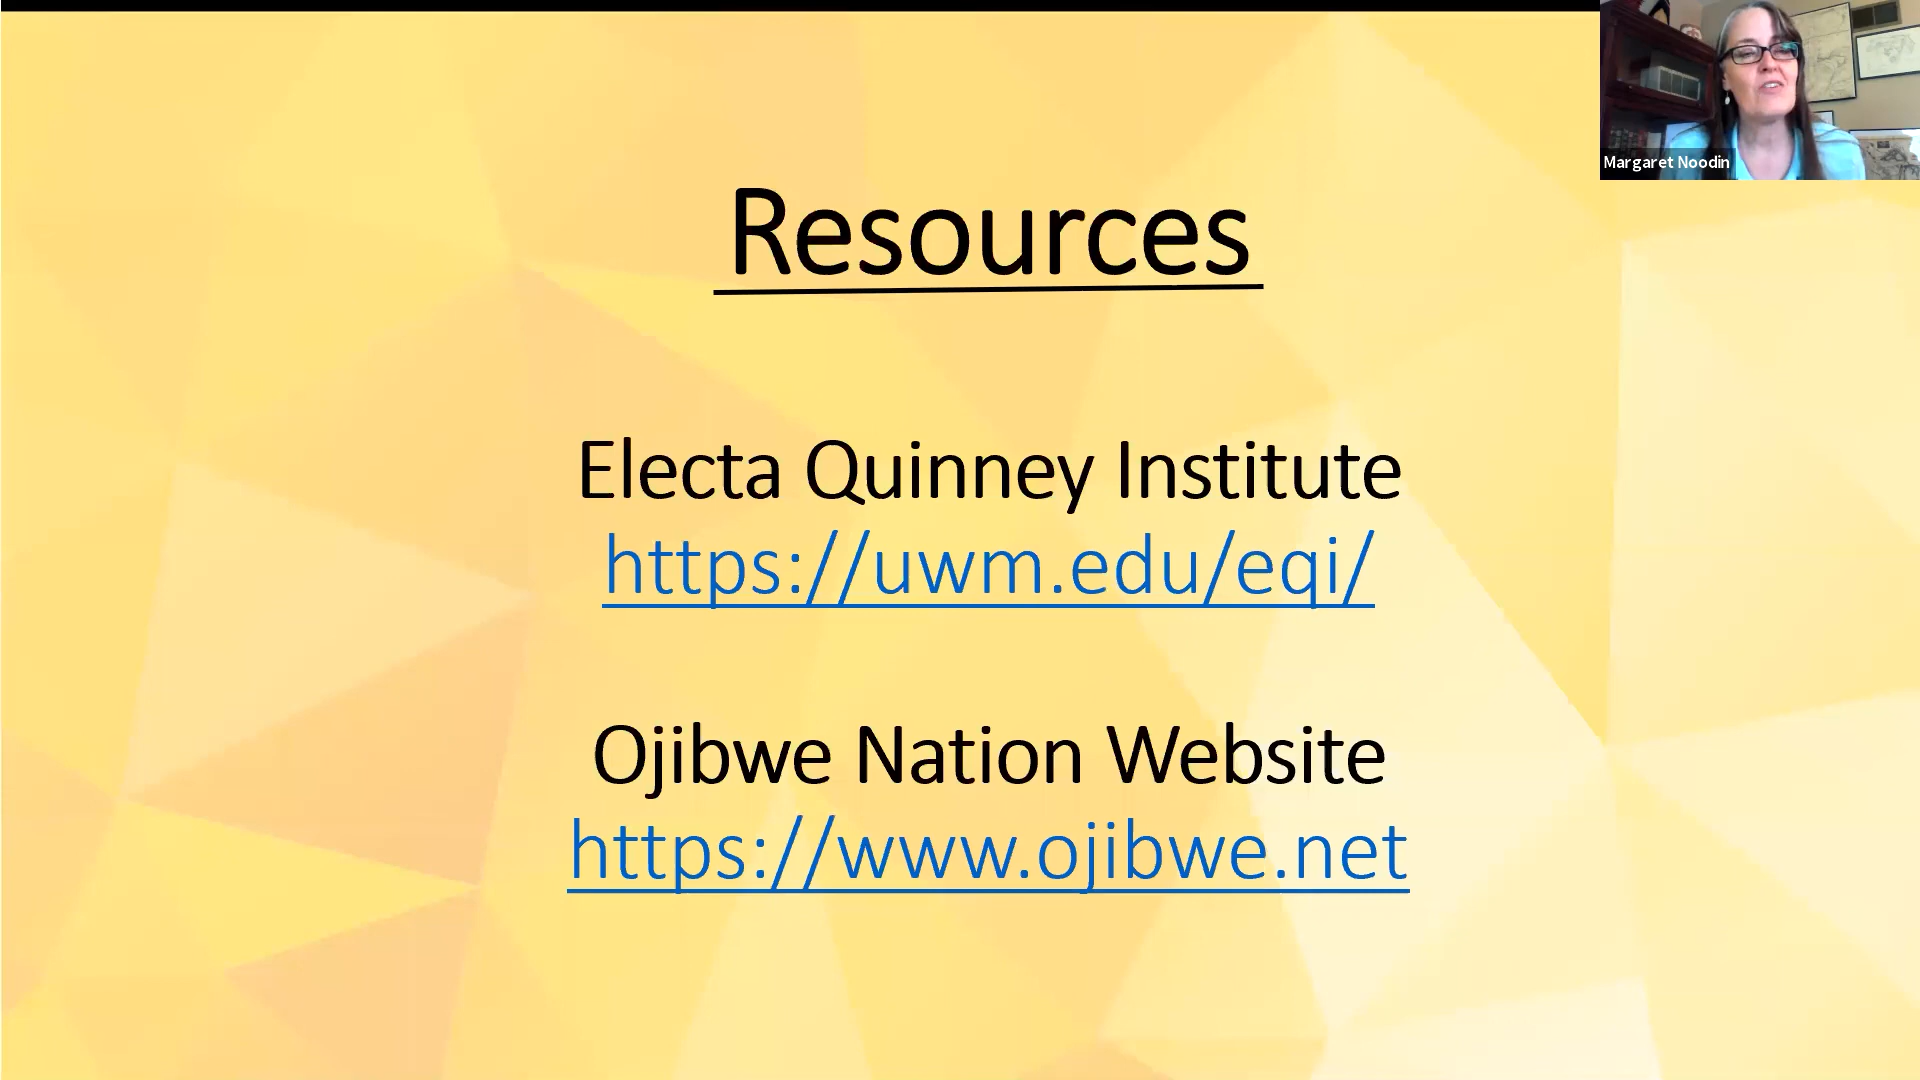 Resources
Electa Quinney Institute
https://uwm.edu/eqi/
Ojibwe Nation Website
https://www.ojibwe.net
Margaret Noodin